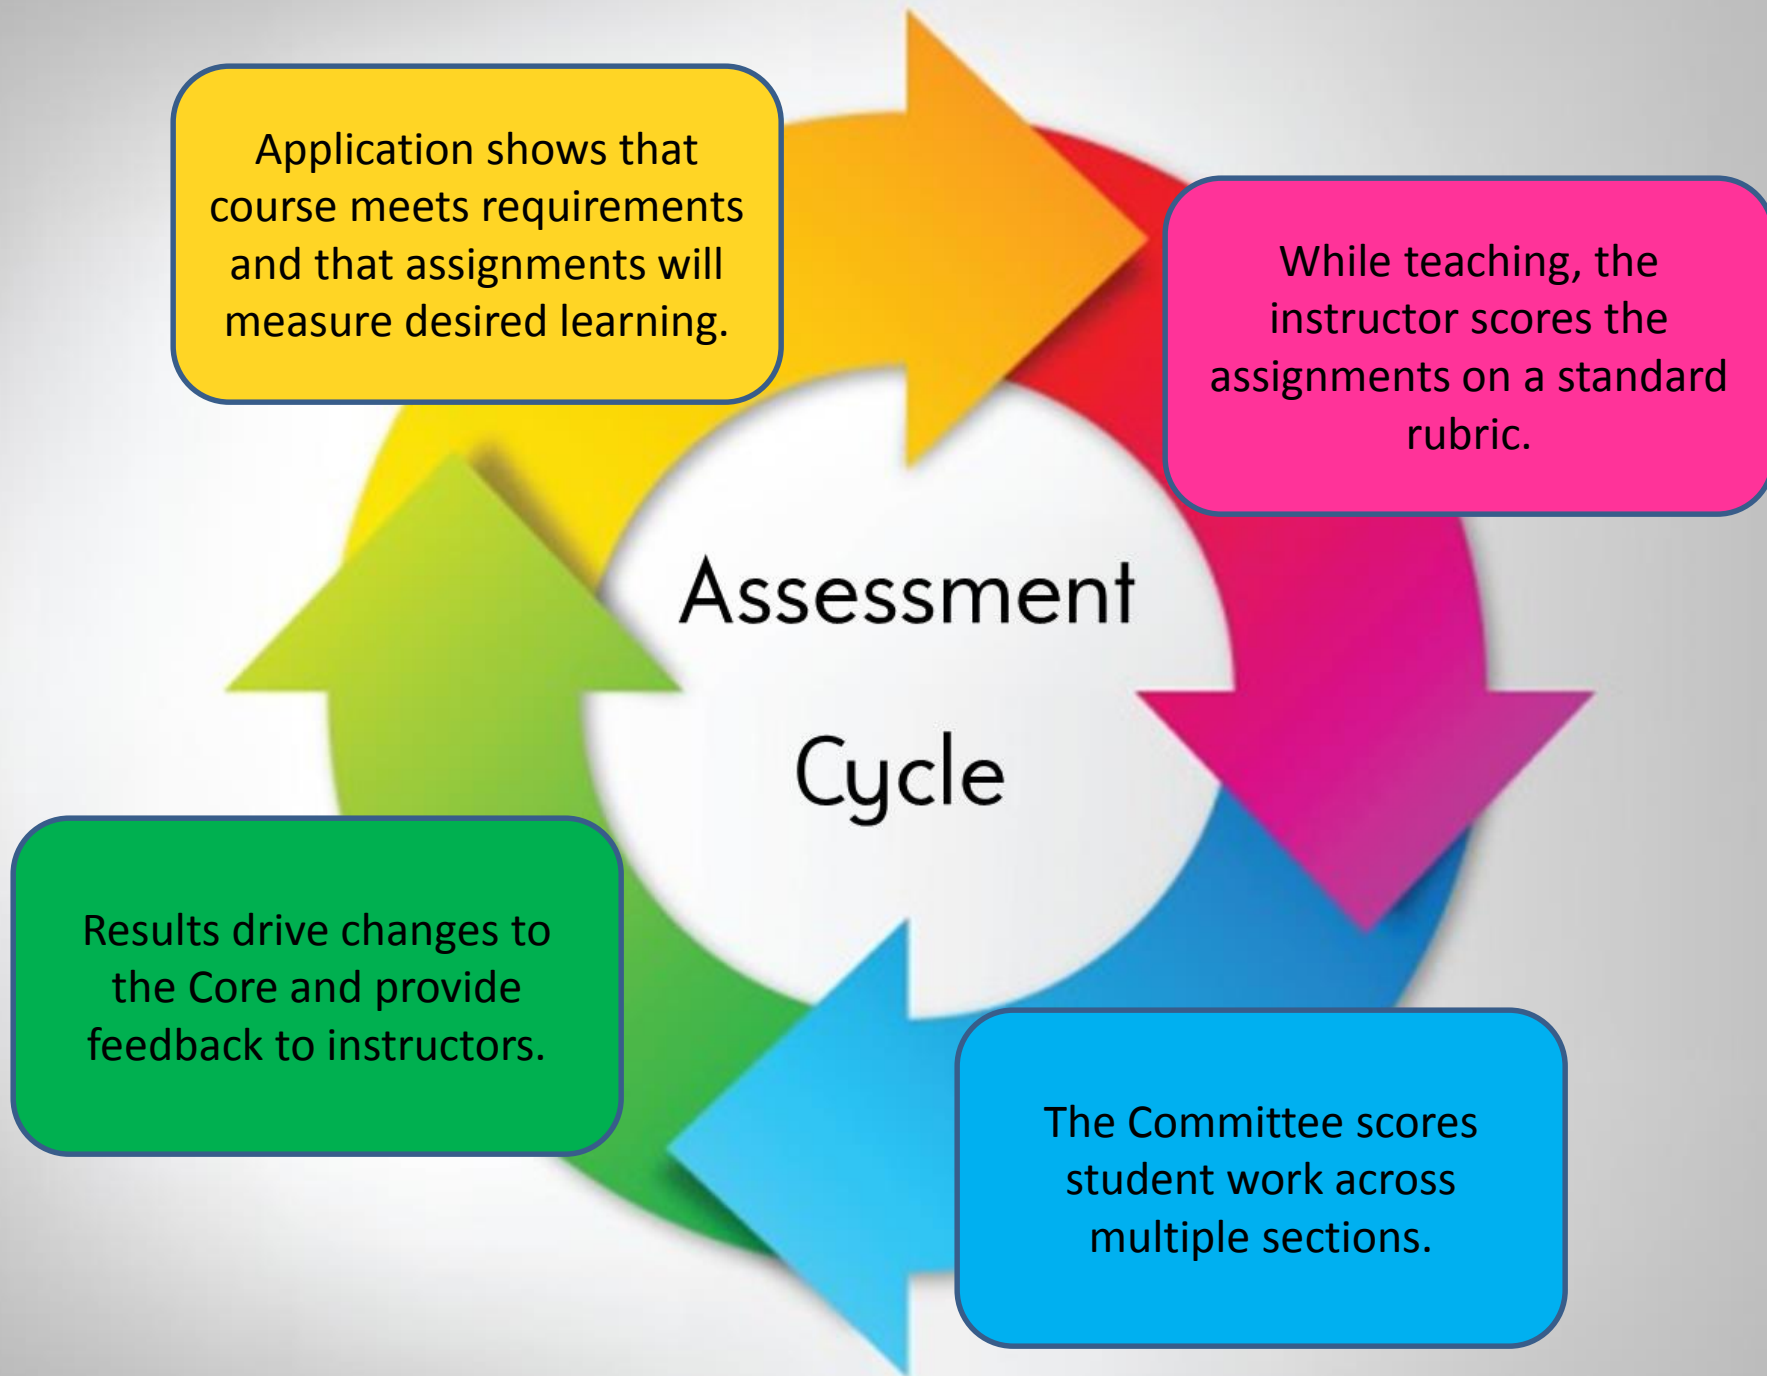 Application shows that
course meets requirements
and that assignments will
measure desired learning.
While teaching, the
instructor scores the
assignments on a standard
rubric.
Assessment
Cycle
Results drive changes to
the Core and provide
feedback to instructors.
The Committee scores
student work across
multiple sections.